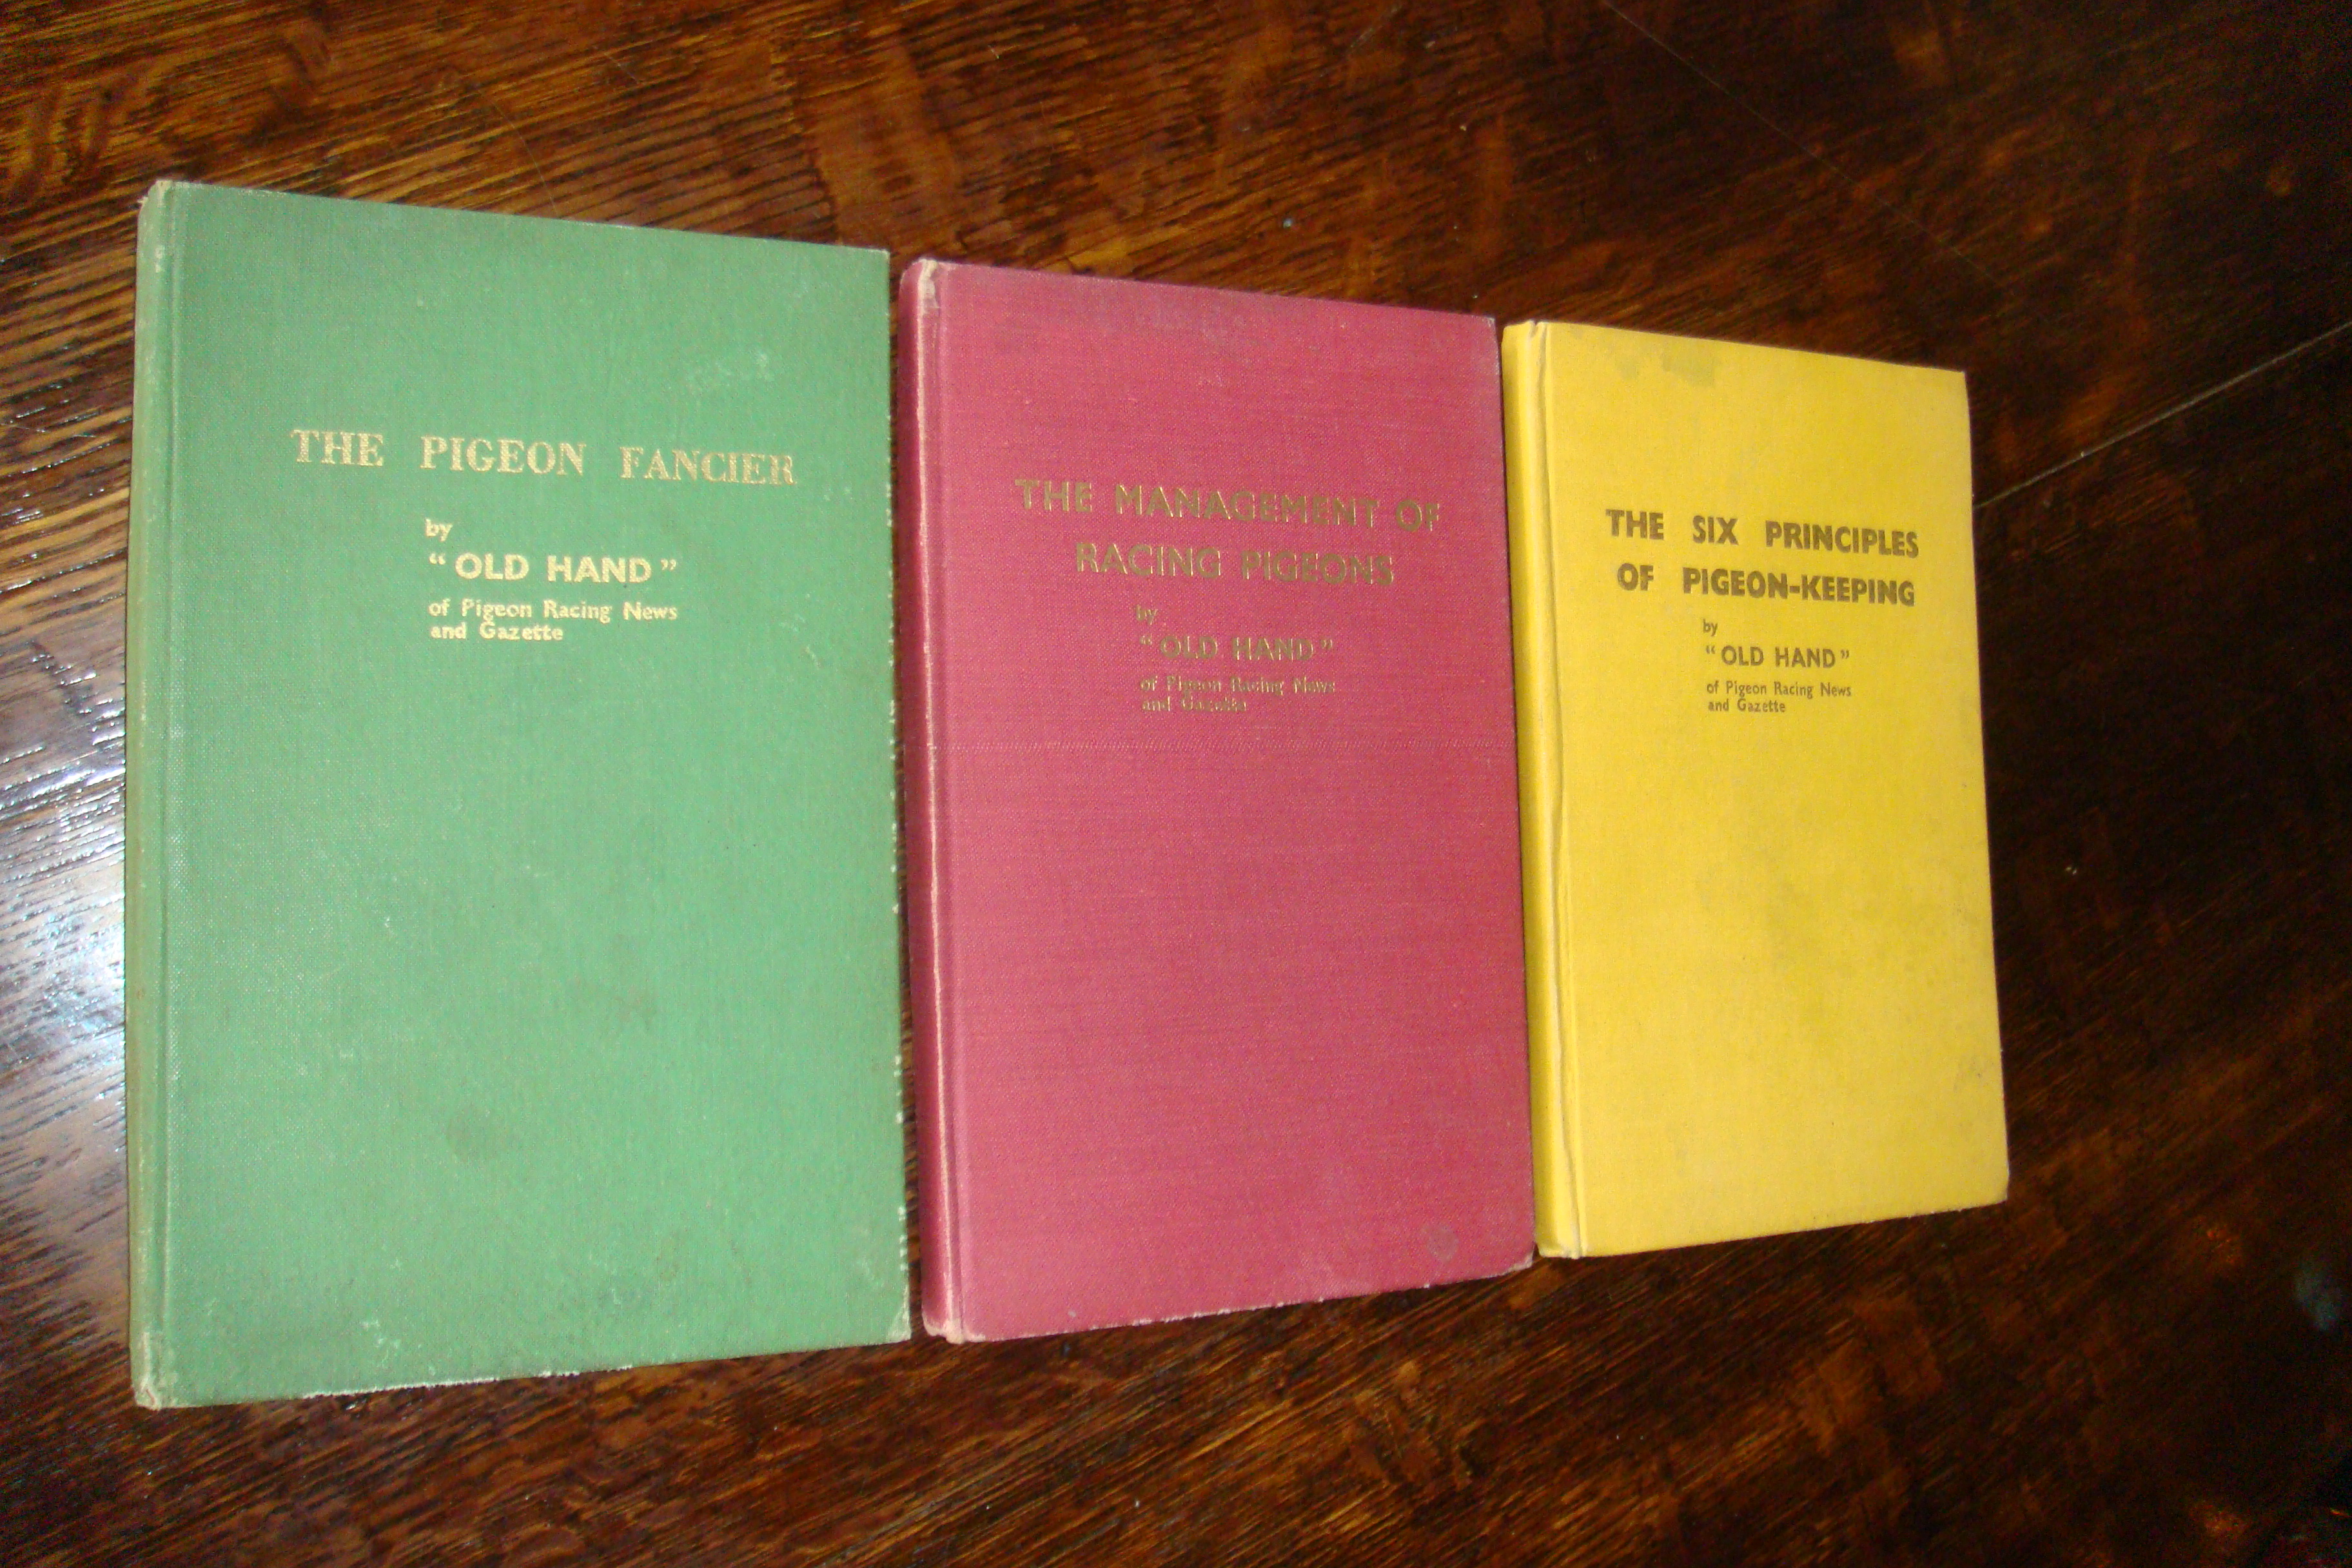 THE PIGEON FANCIER
by
“OLD HAND”
of Pigeon Racing News
and Gazette
THE MANAGEMENT OF
RACING PIGEONS
by
“OLD HAND”
of Pigeon Racing News
and Gazette
THE SIX PRINCIPLES
OF PIGEON-KEEPING
by
“OLD HAND”
of Pigeon Racing News
and Gazette